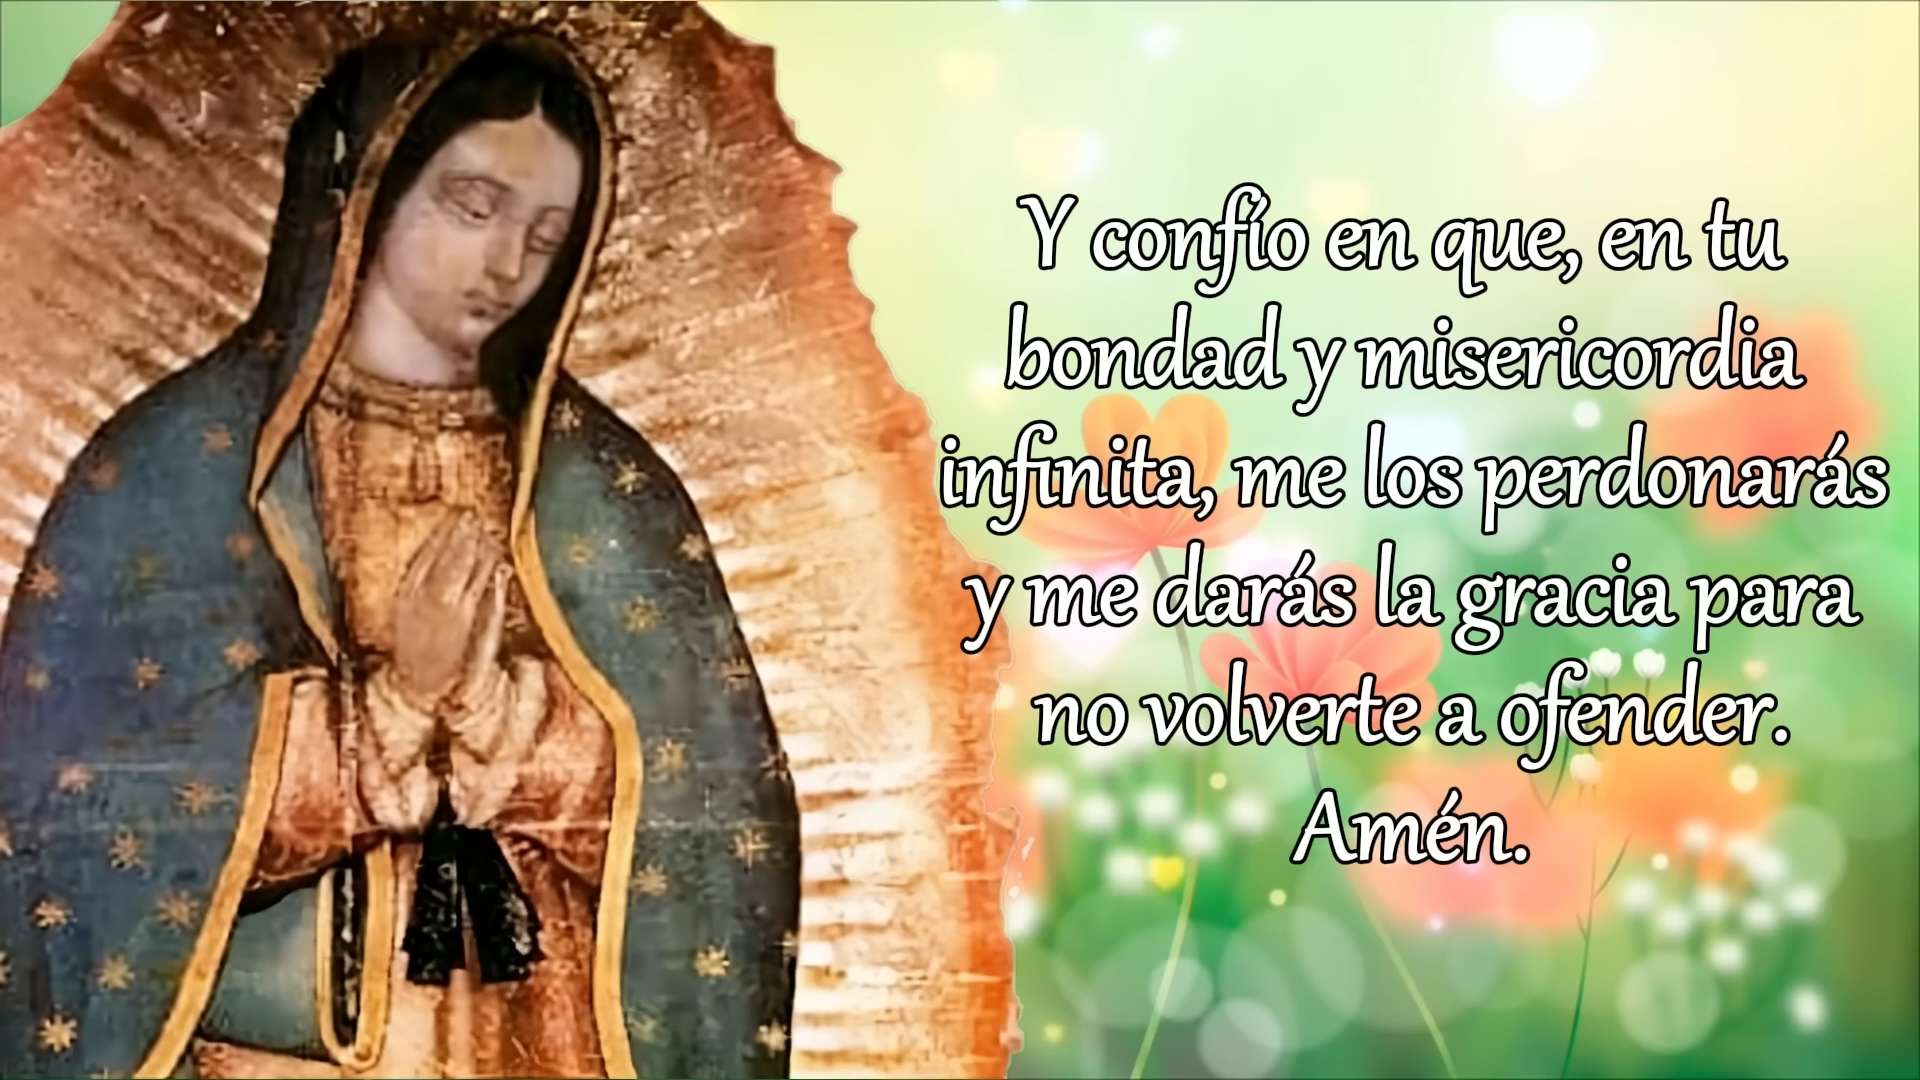 Y confío en que, en tu
bondad y misericordia
infinita, me los perdonarás
y me darás la gracia para
no volverte a ofender.
Amén.